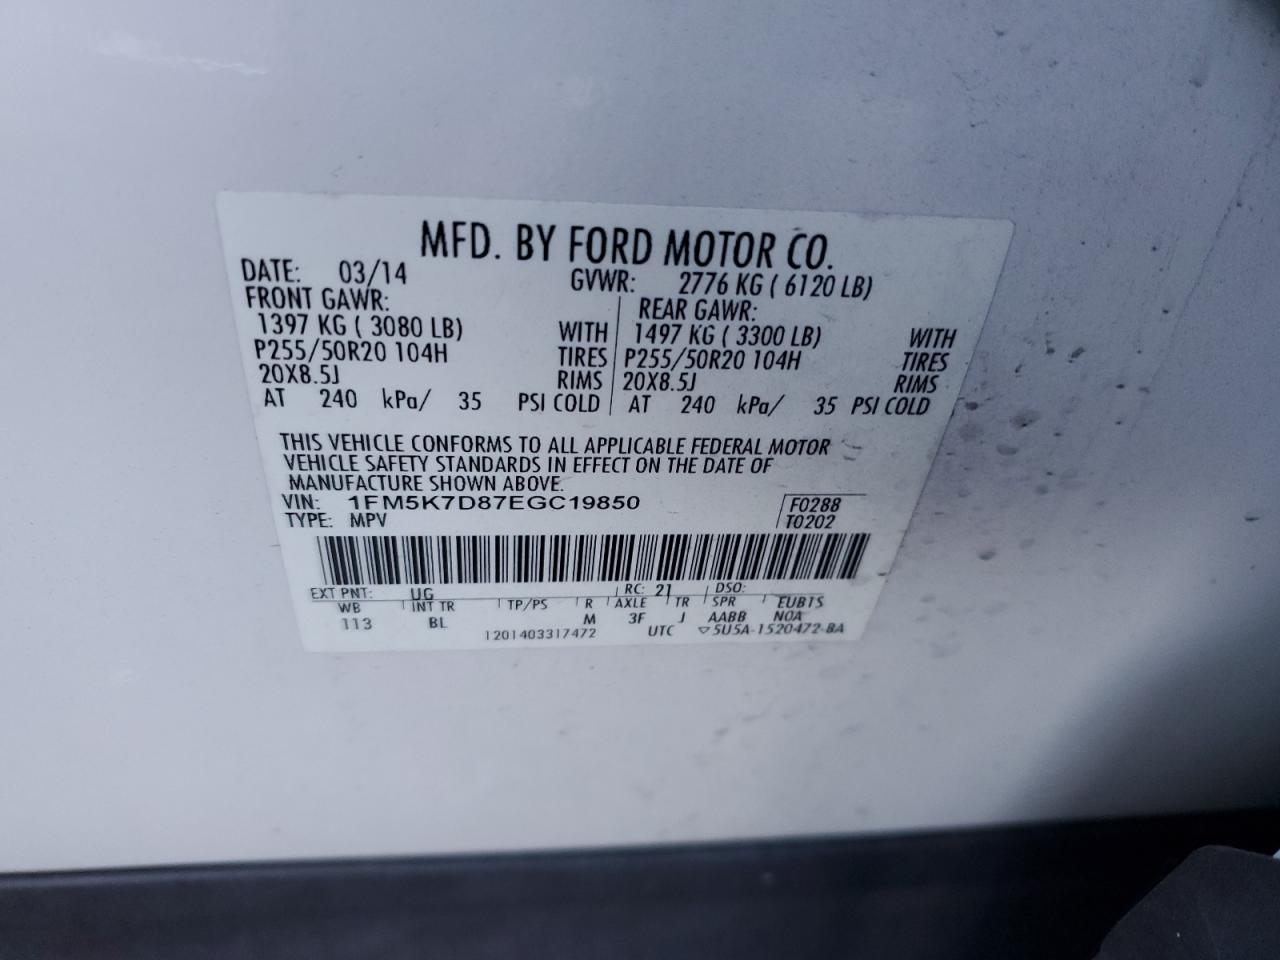 MFD. BY FORD MOTOR CO.
DATE: 03/14 GVWR: 2776 KG ( 6120 LB)
FRONT GAWR: REAR GAWR:
1397 KG ( 3080 LB) WITH 1497 KG ( 3300 LB) WITH
P255/50R20 104H TIRES P255/50R20 104H TIRES
20X8.5J RIMS 20X8.5J RIMS
AT 240 kPa/ 35 PSI COLD AT 240 kPa/ 35 PSI COLD
THIS VEHICLE CONFORMS TO ALL APPLICABLE FEDERAL MOTOR
VEHICLE SAFETY STANDARDS IN EFFECT ON THE DATE OF
MANUFACTURE SHOWN ABOVE.
VIN: 1FM5K7D87EGC19850 F0288
TYPE: MPV T0202
EXT PNT: UG RC: 21 DSO:
WB INT TR TP/PS R AXLE TR SPR EUBTS
113 BL M 3F J AABB NOA
1201403317472 UTC ▽5U5A-1520472-BA